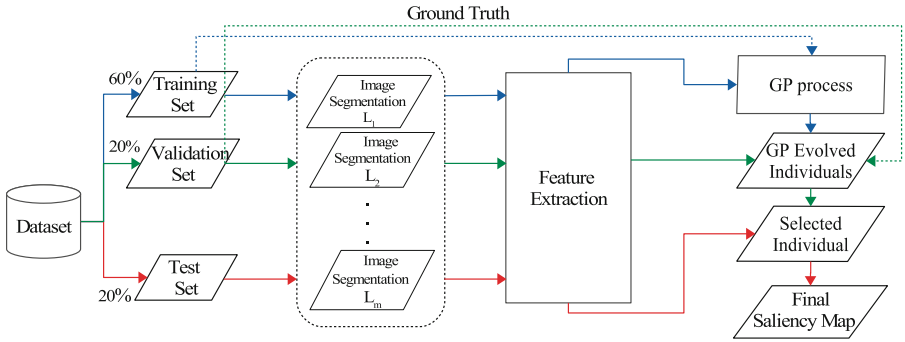 Ground Truth
60%
Training
Set
20%
Validation
Set
Dataset
20%
Test
Set
Image
Segmentation
L1
Image
Segmentation
L2
.
.
.
Image
Segmentation
Lm
Feature
Extraction
GP process
GP Evolved
Individuals
Selected
Individual
Final
Saliency Map